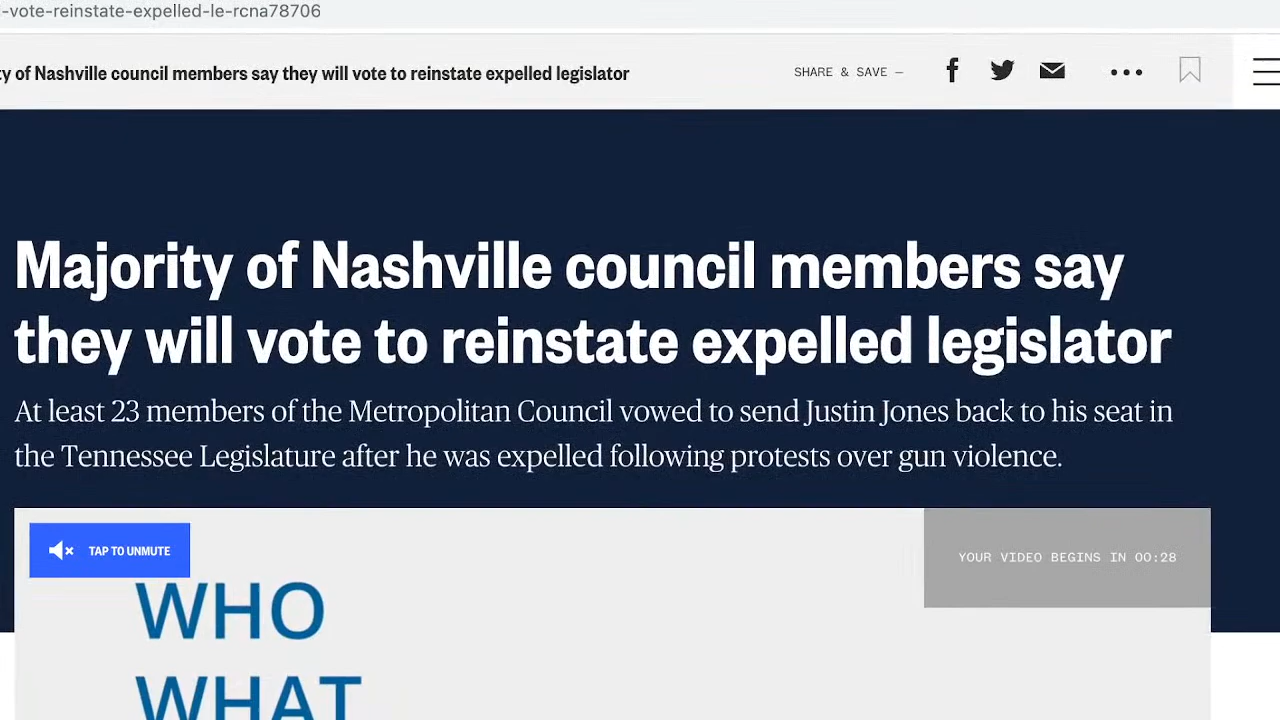 -vote-reinstate-expelled-le-rcna78706
ty of Nashville council members say they will vote to reinstate expelled legislator
SHARE & SAVE —
Majority of Nashville council members say
they will vote to reinstate expelled legislator
At least 23 members of the Metropolitan Council vowed to send Justin Jones back to his seat in
the Tennessee Legislature after he was expelled following protests over gun violence.
TAP TO UNMUTE
YOUR VIDEO BEGINS IN 00:28
WHO
WHAT